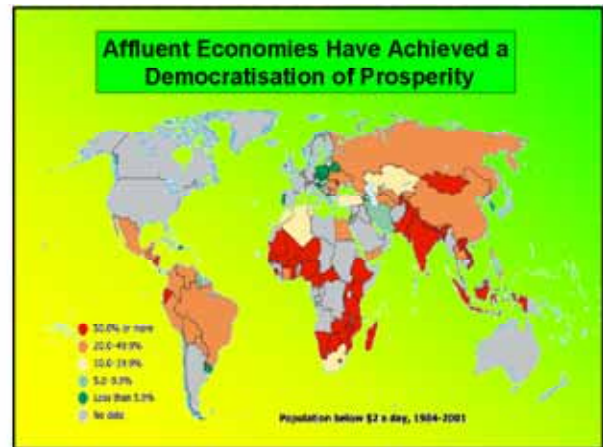 Affluent Economies Have Achieved a
Democratisation of Prosperity
50.0% or more
20.0-49.9%
10.0-19.9%
5.0-9.9%
Less than 5.0%
No data
Population below $2 a day, 1984-2001